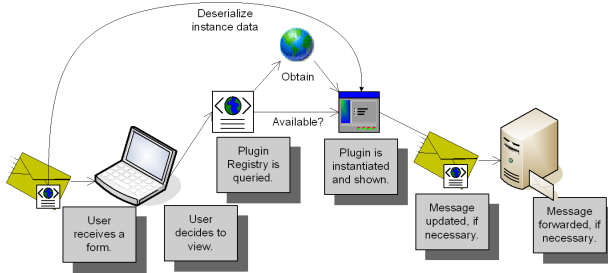 Deserialize
instance data
Obtain
Available?
Plugin
Registry is
queried.
Plugin is
instantiated
and shown.
User
receives a
form.
User
decides to
view.
Message
updated, if
necessary.
Message
forwarded, if
necessary.